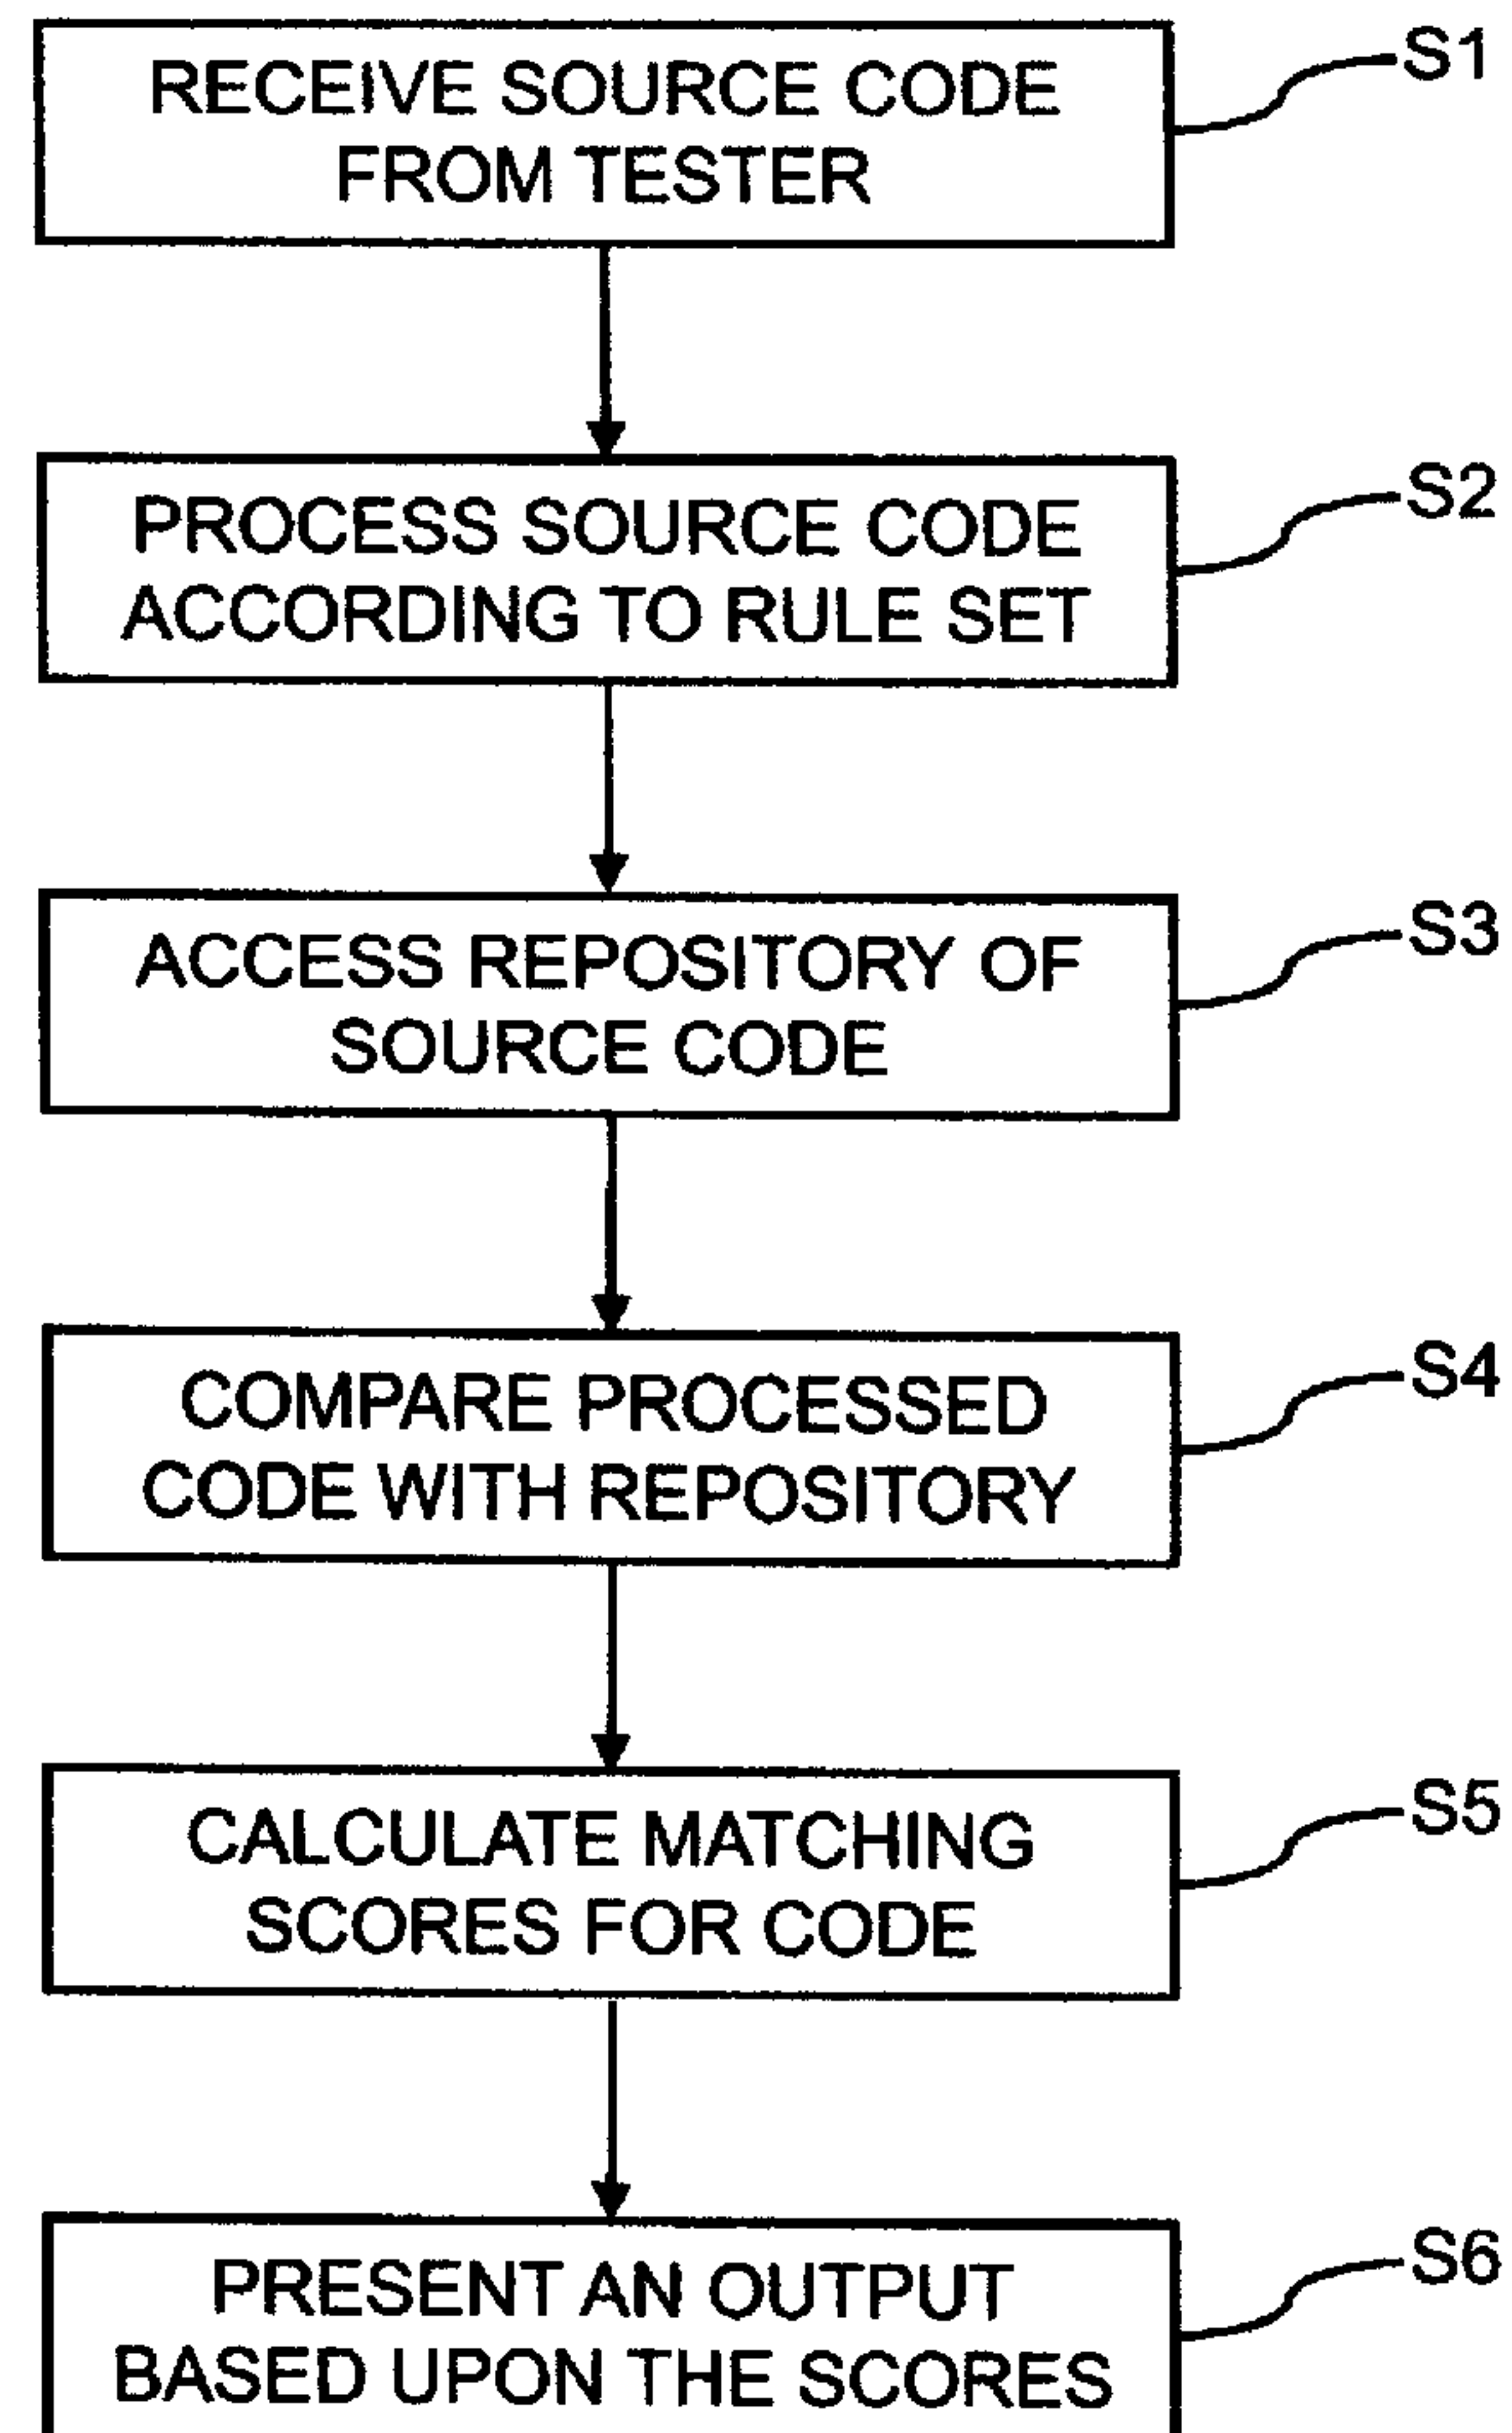 RECEIVE SOURCE CODE
FROM TESTER
S1
PROCESS SOURCE CODE
ACCORDING TO RULE SET
S2
ACCESS REPOSITORY OF
SOURCE CODE
S3
COMPARE PROCESSED
CODE WITH REPOSITORY
S4
CALCULATE MATCHING
SCORES FOR CODE
S5
PRESENT AN OUTPUT
BASED UPON THE SCORES
S6